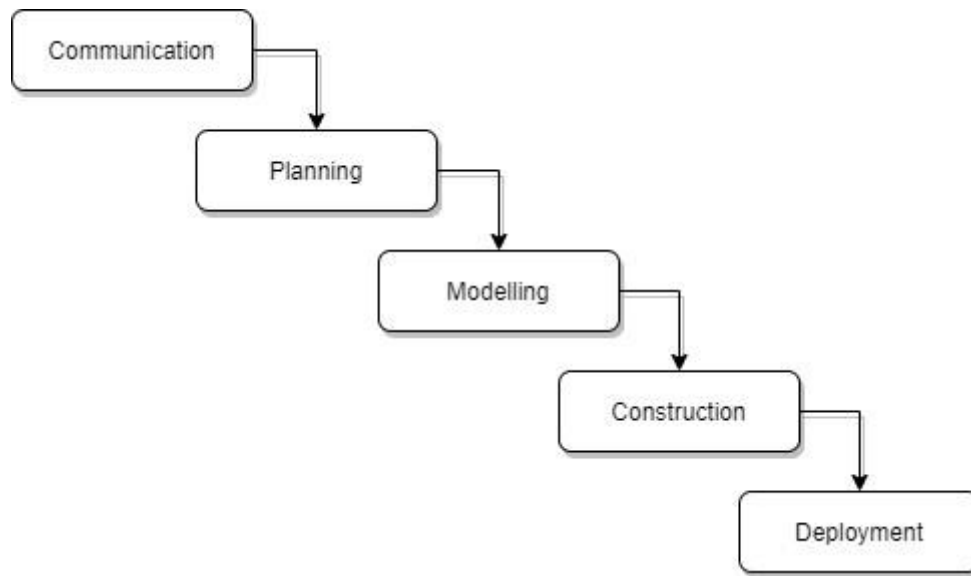 Communication
Planning
Modelling
Construction
Deployment